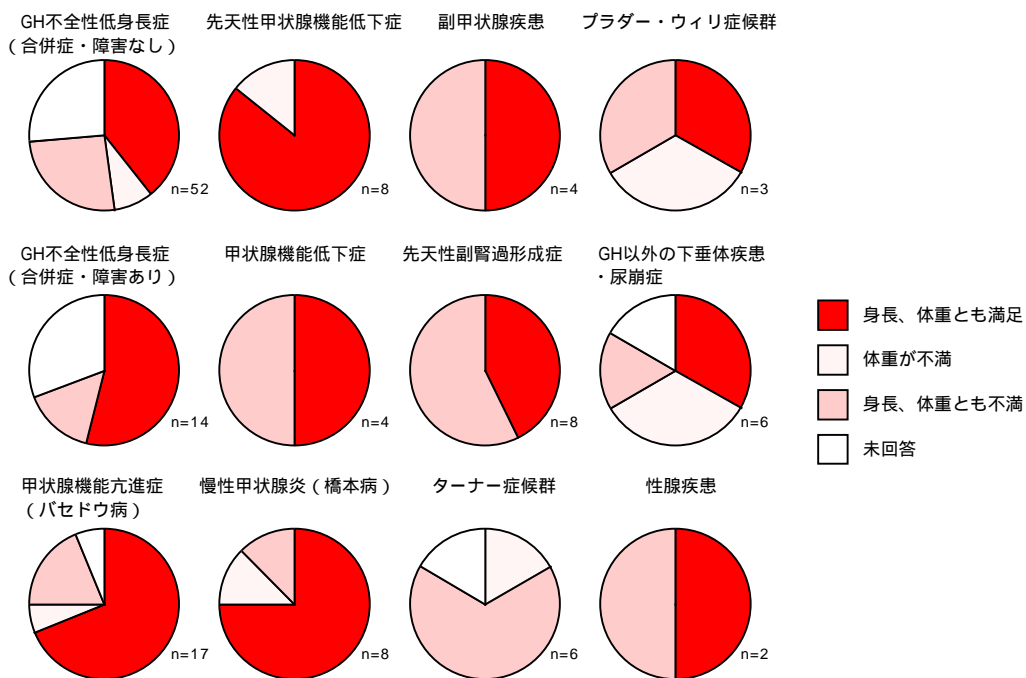 GH不全性低身長症
（合併症・障害なし）
n=52
先天性甲状腺機能低下症
n=8
副甲状腺疾患
n=4
プラダー・ウィリ症候群
n=3
GH不全性低身長症
（合併症・障害あり）
n=14
甲状腺機能低下症
n=4
先天性副腎過形成症
n=8
GH以外の下垂体疾患
・尿崩症
n=6
甲状腺機能亢進症
（バセドウ病）
n=17
慢性甲状腺炎（橋本病）
n=8
ターナー症候群
n=6
性腺疾患
n=2
身長、体重とも満足
体重が不満
身長、体重とも不満
未回答